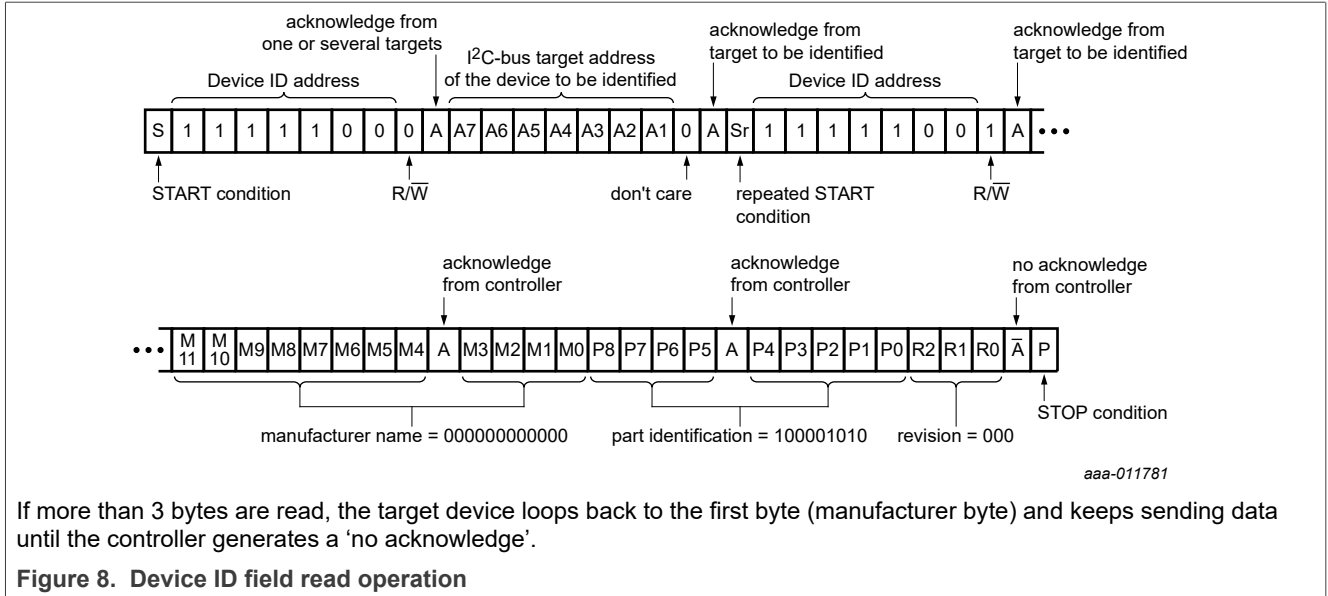 acknowledge from
one or several targets
I²C-bus target address
of the device to be identified
acknowledge from
target to be identified
acknowledge from
target to be identified
Device ID address
Device ID address
S 1 1 1 1 1 0 0 0 A A7 A6 A5 A4 A3 A2 A1 0 A Sr 1 1 1 1 1 0 0 1 A •••
START condition
R/W̅
don't care
repeated START
condition
R/W̅
acknowledge
from controller
acknowledge
from controller
no acknowledge
from controller
••• M11 M10 M9 M8 M7 M6 M5 M4 A M3 M2 M1 M0 P8 P7 P6 P5 A P4 P3 P2 P1 P0 R2 R1 R0 A̅ P
STOP condition
manufacturer name = 000000000000
part identification = 100001010
revision = 000
aaa-011781
If more than 3 bytes are read, the target device loops back to the first byte (manufacturer byte) and keeps sending data
until the controller generates a ‘no acknowledge’.
Figure 8. Device ID field read operation